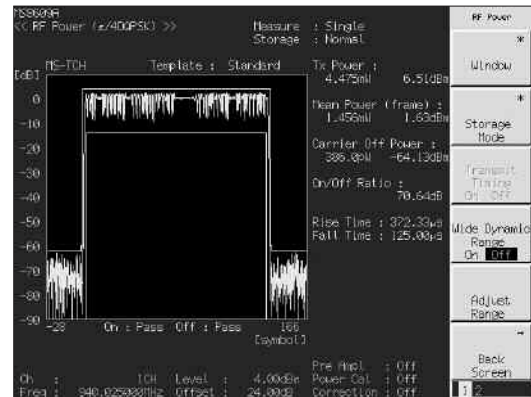 MS8609A
<< RF Power (π/4DQPSK) >>
Measure : Single
Storage : Normal
MS-TCH Template : Standard
[dB]
0
-10
-20
-30
-40
-50
-60
-70
-80
-90
-28 On : Pass Off : Pass 166
[symbol]
Tx Power :
4.475mW 6.51dBm
Mean Power (frame) :
1.456mW 1.63dBm
Carrier Off Power :
386.0pW -64.13dBm
On/Off Ratio :
70.64dB
Rise Time : 372.33µs
Fall Time : 125.00µs
Ch : 1CH Level : 4.00dBm
Freq : 940.025000MHz Offset : 24.00dB
Pre Ampl : Off
Power Cal : Off
Correction : Off
RF Power
*
Window
*
Storage
Mode
Transmit
Timing
On Off
Wide Dynamic
Range
On Off
Adjust
Range
→
Back
Screen
1 2